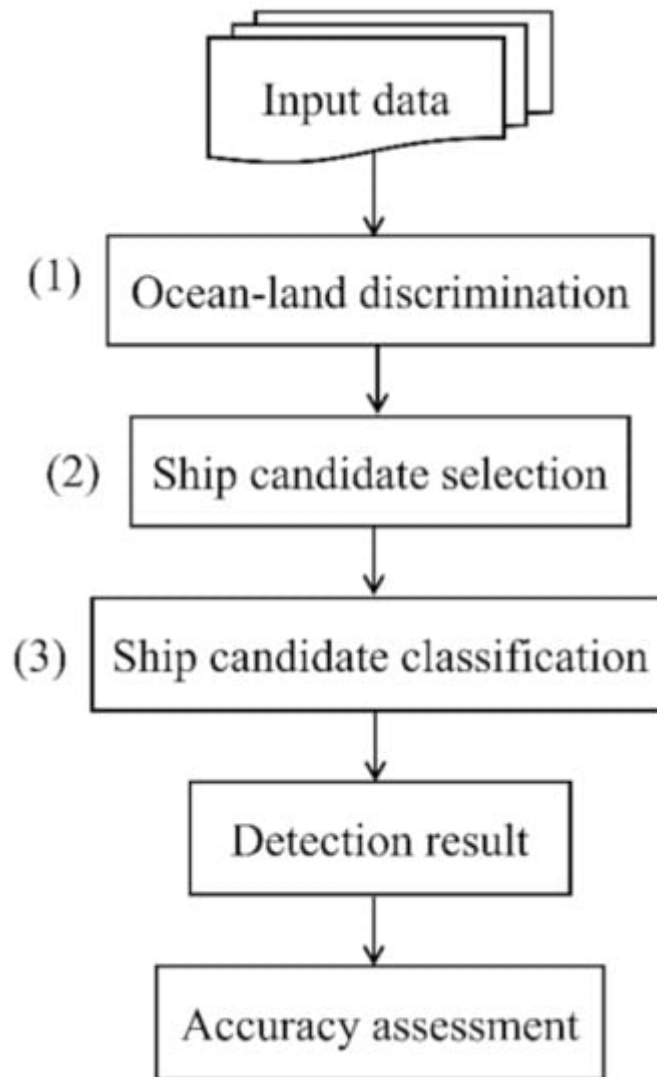 Input data
(1) Ocean-land discrimination
(2) Ship candidate selection
(3) Ship candidate classification
Detection result
Accuracy assessment